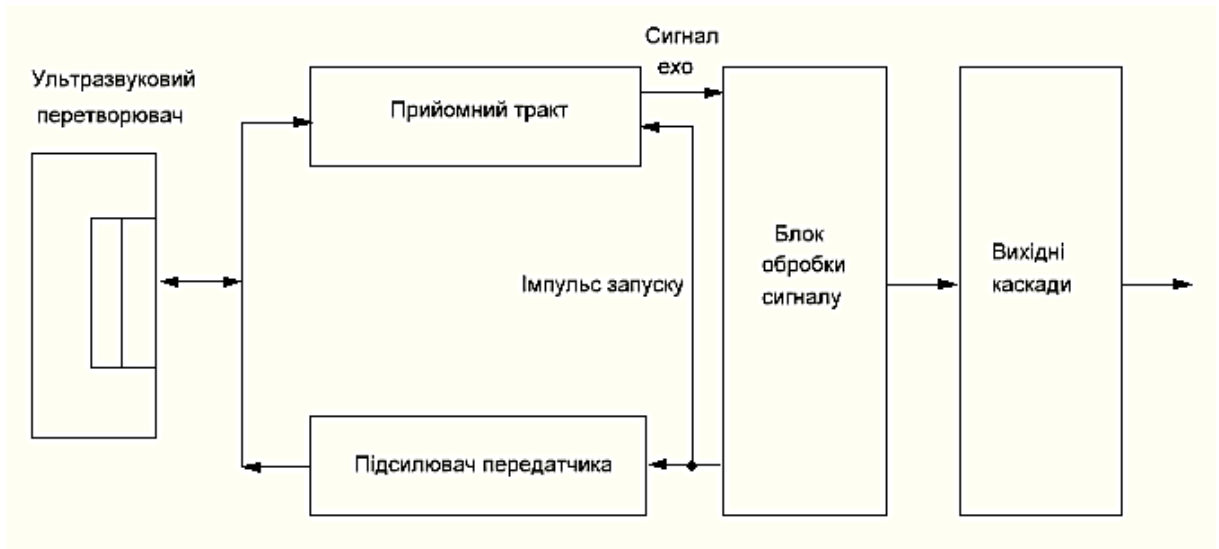 Ультразвуковий
перетворювач
Прийомний тракт
Сигнал
ехо
Імпульс запуску
Підсилювач передатчика
Блок
обробки
сигналу
Вихідні
каскади